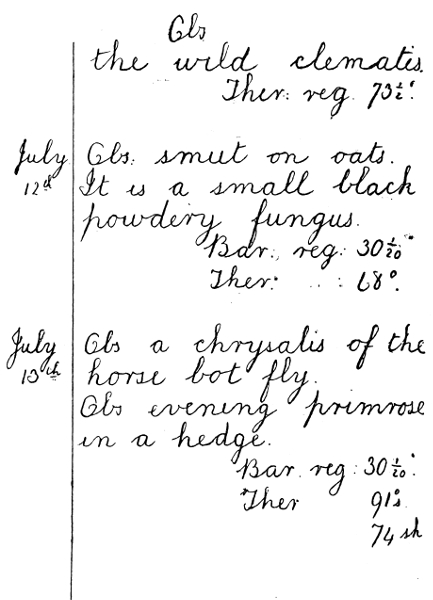 Obs
the wild clematis.
Ther: reg. 73½°.
July Obs: smut on oats.
12th It is a small black
powdery fungus.
Bar: reg: 30 1/20"
Ther: . . : 68°.
July Obs a chrysalis of the
13th horse bot fly.
Obs evening primrose
in a hedge.
Bar. reg: 30 1/20".
Ther 91° s
74 sh